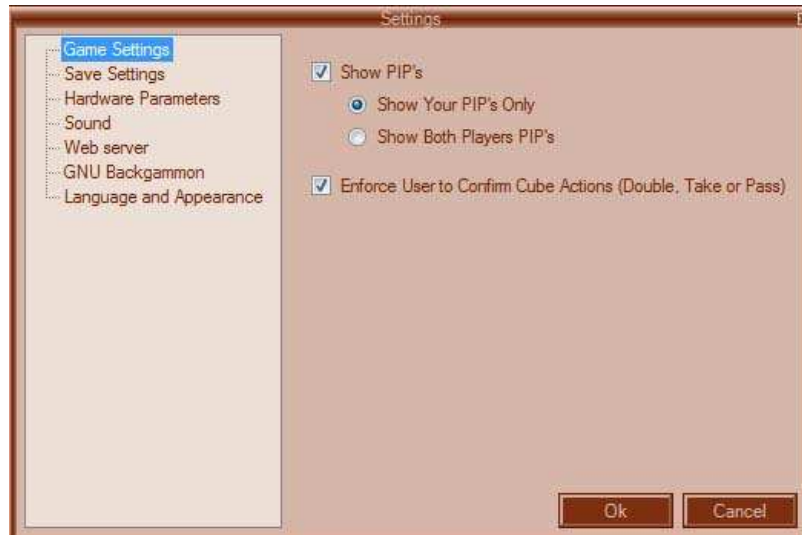 Settings
Game Settings
Save Settings
Hardware Parameters
Sound
Web server
GNU Backgammon
Language and Appearance
Show PIP's
Show Your PIP's Only
Show Both Players PIP's
Enforce User to Confirm Cube Actions (Double, Take or Pass)
Ok
Cancel